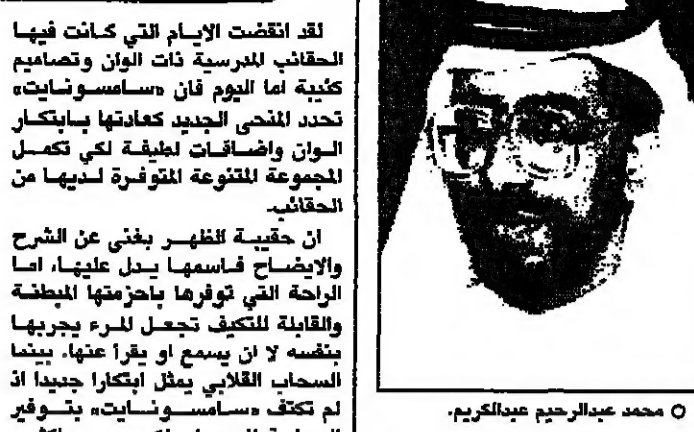 لقد انقضت الايام التي كانت فيها
الحقائب المدرسية ذات الوان وتصاميم
كئيبة اما اليوم فان «سامسونايت»
تحدد المنحى الجديد كعادتها بابتكار
الوان واضافات لطيفة لكي تكمل
المجموعة المتنوعة المتوفرة لديها من
الحقائب.
ان حقيبة الظهر بغنى عن الشرح
والايضاح فاسمها يدل عليها، اما
الراحة التي توفرها باحزمتها المبطنة
والقابلة للتكيف تجعل المرء يجربها
بنفسه لا ان يسمع او يقرأ عنها. بينما
السحاب القلابي يمثل ابتكارا جديدا اذ
لم تكتف «سامسونايت» بتوفير
○ محمد عبدالرحيم عبدالكريم.